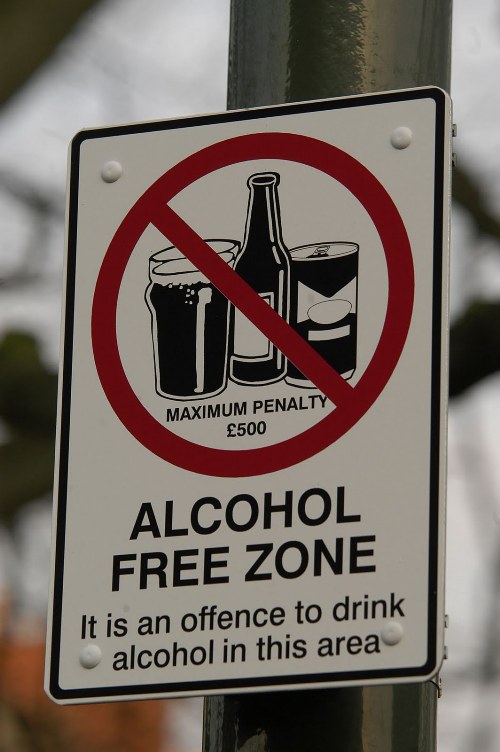 MAXIMUM PENALTY
£500
ALCOHOL
FREE ZONE
It is an offence to drink
alcohol in this area